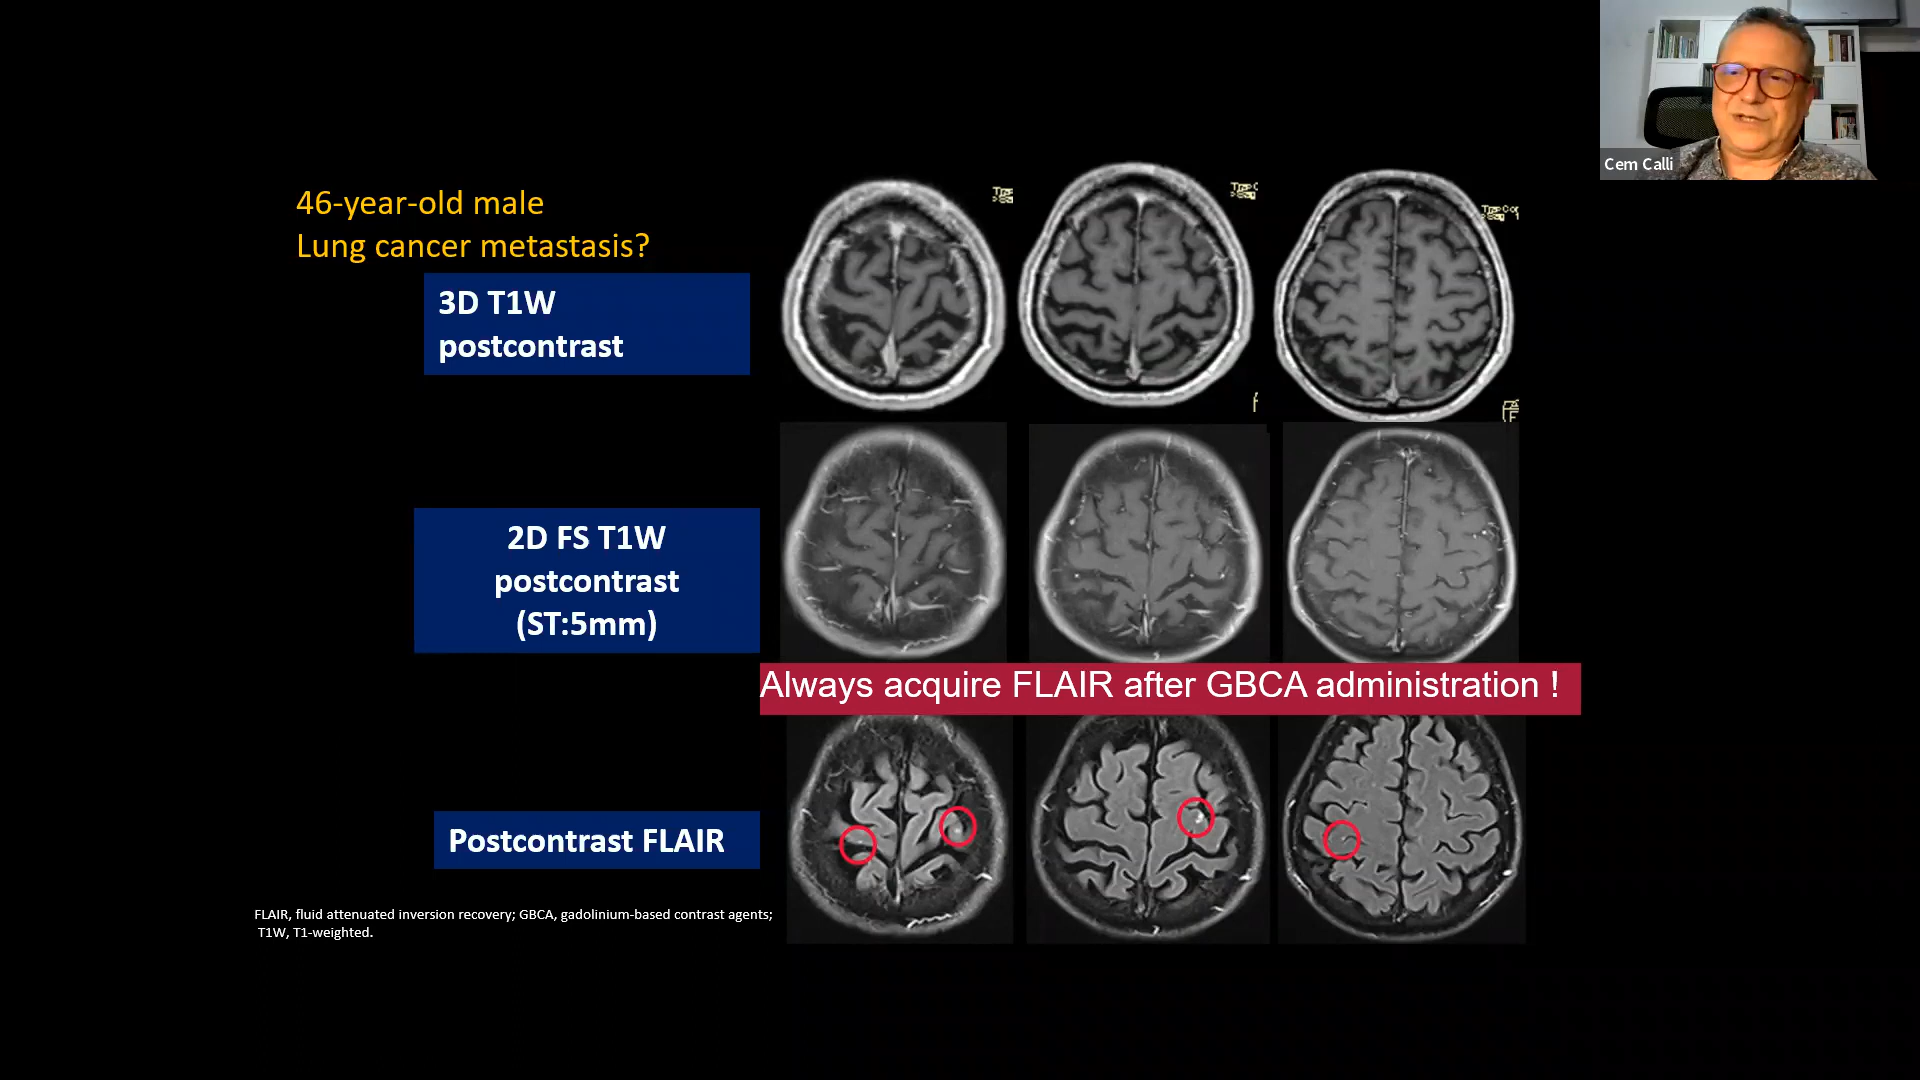 Cem Calli
46-year-old male
Lung cancer metastasis?
3D T1W
postcontrast
2D FS T1W
postcontrast
(ST:5mm)
Always acquire FLAIR after GBCA administration !
Postcontrast FLAIR
FLAIR, fluid attenuated inversion recovery; GBCA, gadolinium-based contrast agents;
T1W, T1-weighted.